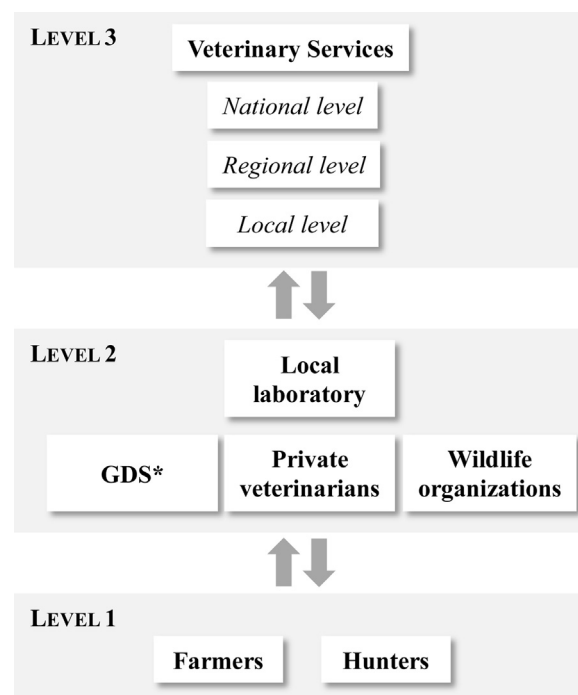 LEVEL 3
Veterinary Services
National level
Regional level
Local level
LEVEL 2
Local
laboratory
GDS*
Private
veterinarians
Wildlife
organizations
LEVEL 1
Farmers
Hunters